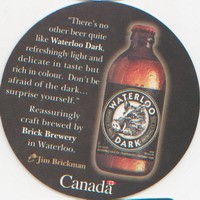 "There's no
other beer quite
like Waterloo Dark,
refreshingly light and
delicate in taste but
rich in colour. Don't be
afraid of the dark...
surprise yourself."
Reassuringly
craft brewed by
Brick Brewery
in Waterloo.
Jim Brickman
WATERLOO
DARK
Canada